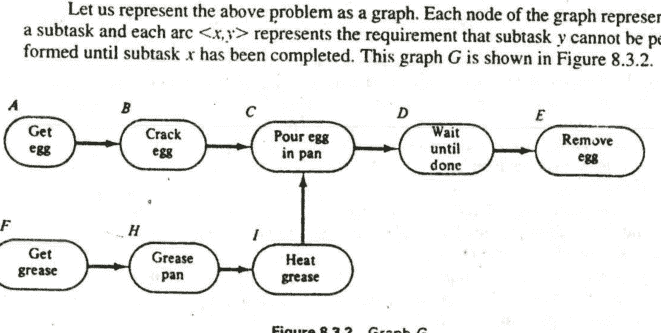 Let us represent the above problem as a graph. Each node of the graph represen
a subtask and each arc <x,y> represents the requirement that subtask y cannot be pe
formed until subtask x has been completed. This graph G is shown in Figure 8.3.2.
A
B
C
D
E
Get
egg
Crack
egg
Pour egg
in pan
Wait
until
done
Remove
egg
F
H
I
Get
grease
Grease
pan
Heat
grease
Figure 8.3.2 Graph G